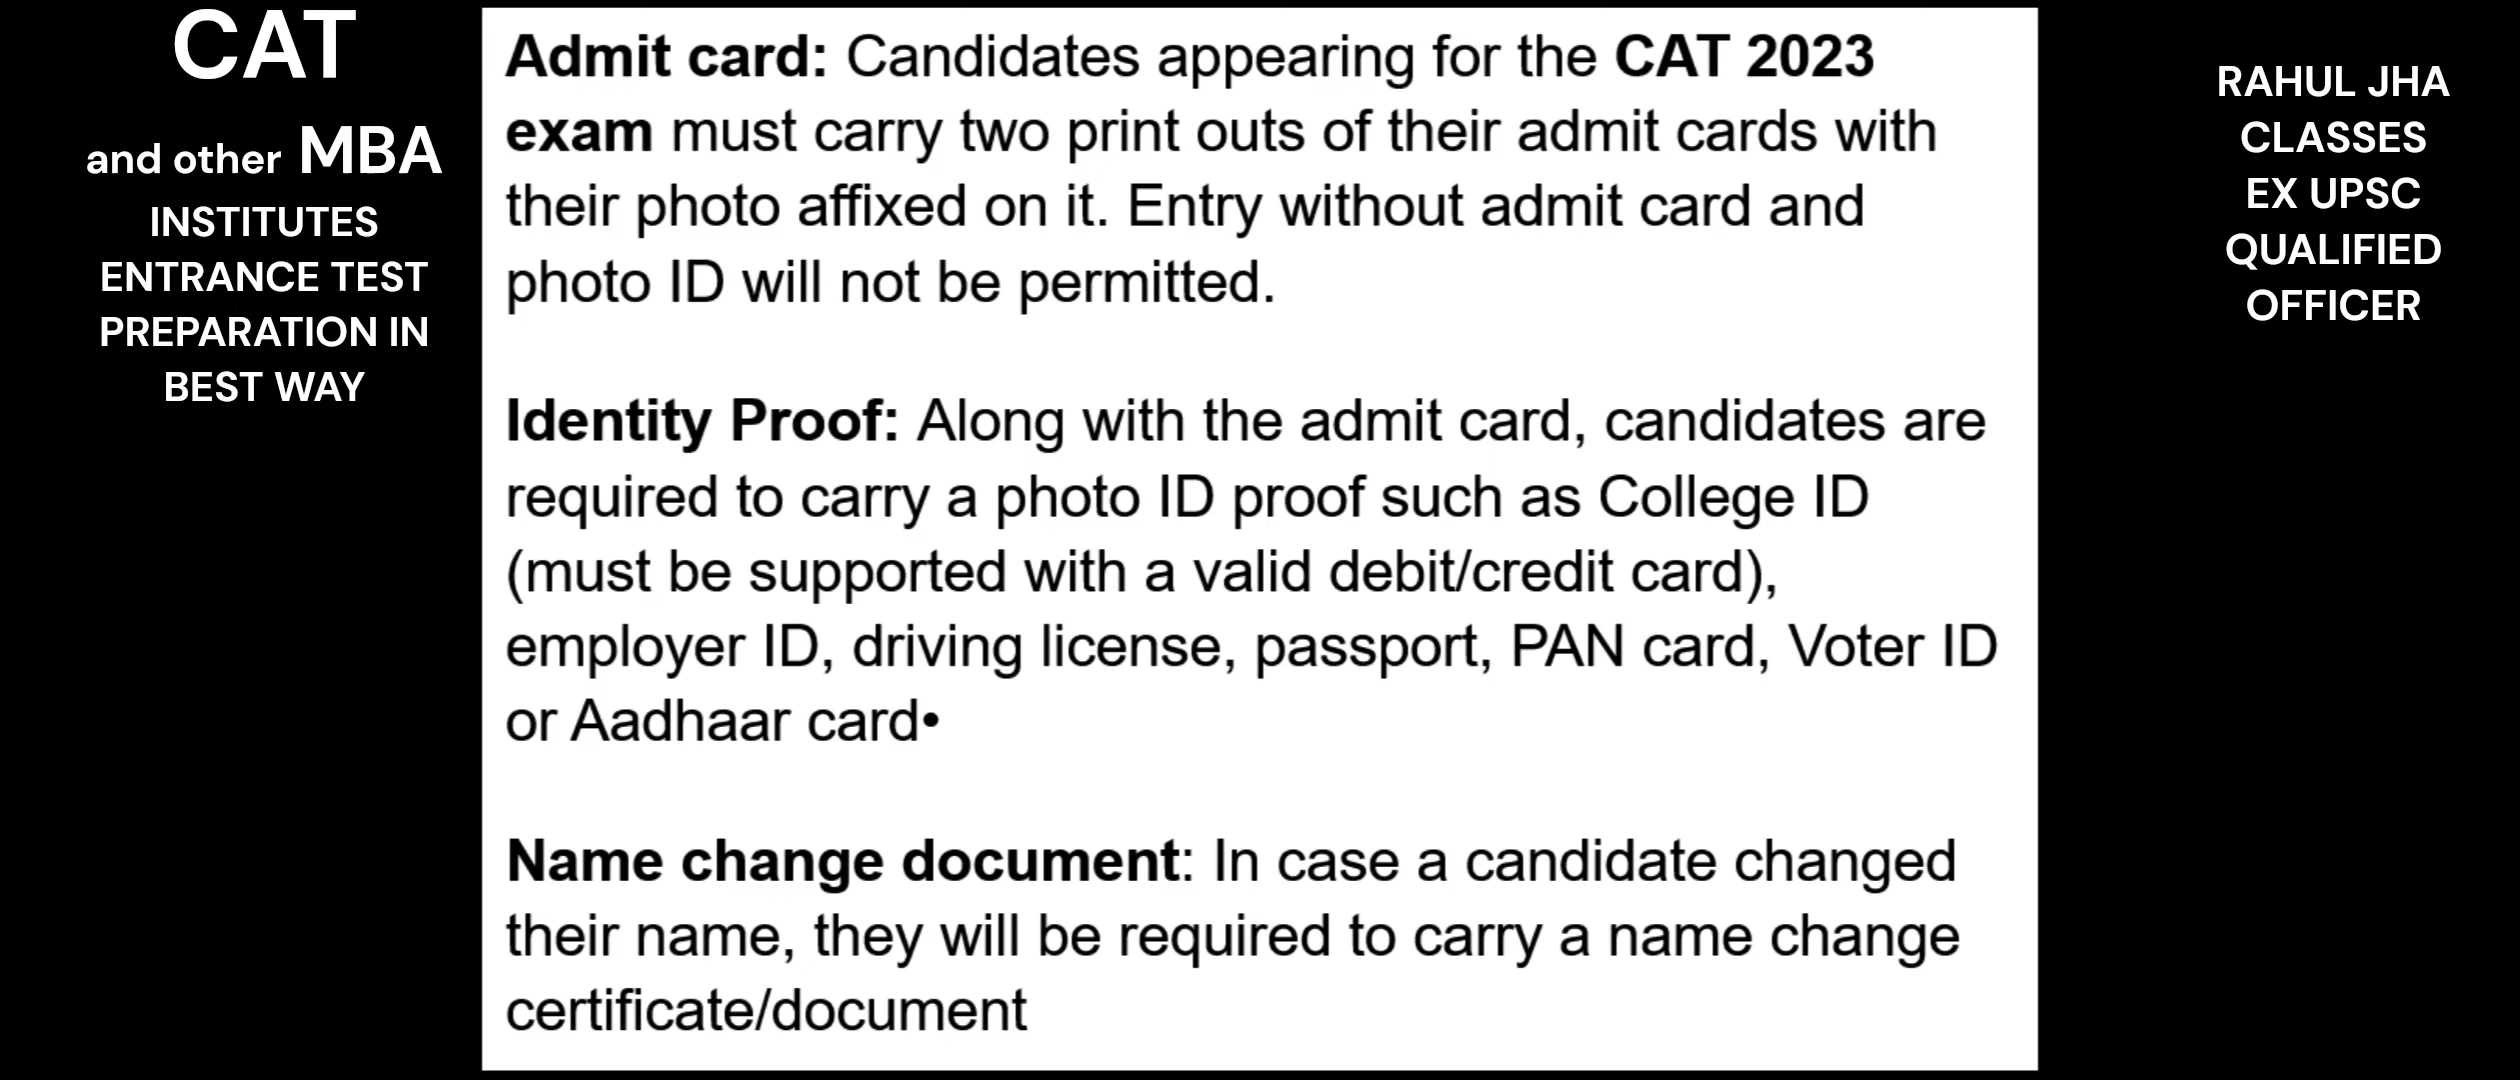 CAT
and other MBA
INSTITUTES
ENTRANCE TEST
PREPARATION IN
BEST WAY
Admit card: Candidates appearing for the CAT 2023
exam must carry two print outs of their admit cards with
their photo affixed on it. Entry without admit card and
photo ID will not be permitted.
Identity Proof: Along with the admit card, candidates are
required to carry a photo ID proof such as College ID
(must be supported with a valid debit/credit card),
employer ID, driving license, passport, PAN card, Voter ID
or Aadhaar card•
Name change document: In case a candidate changed
their name, they will be required to carry a name change
certificate/document
RAHUL JHA
CLASSES
EX UPSC
QUALIFIED
OFFICER